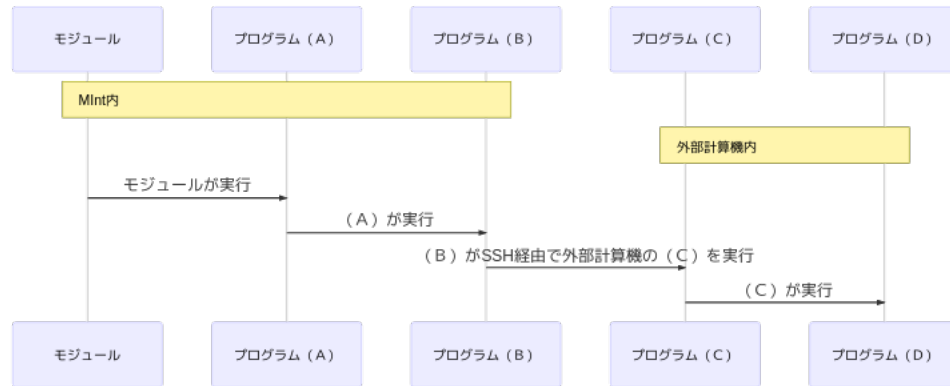 モジュール
プログラム（A）
プログラム（B）
プログラム（C）
プログラム（D）
MInt内
外部計算機内
モジュールが実行
（A）が実行
（B）がSSH経由で外部計算機の（C）を実行
（C）が実行
モジュール
プログラム（A）
プログラム（B）
プログラム（C）
プログラム（D）